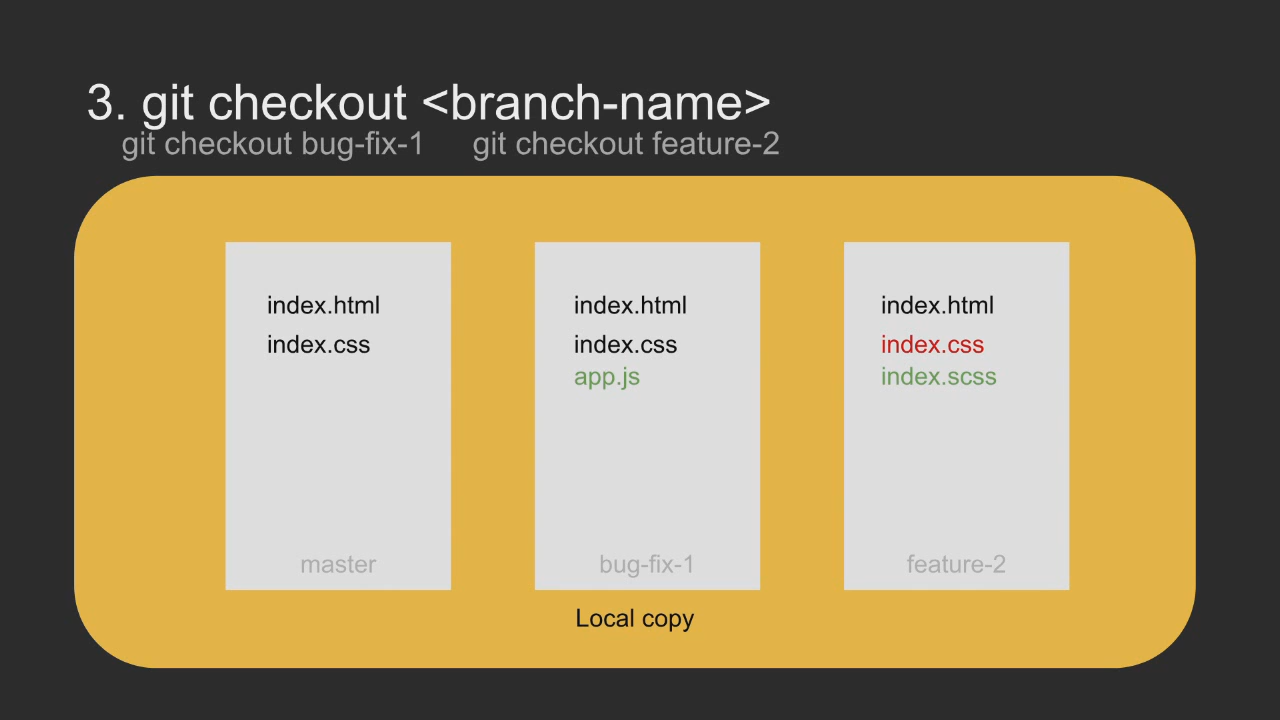 3. git checkout <branch-name>
git checkout bug-fix-1 git checkout feature-2
index.html
index.css
master
index.html
index.css
app.js
bug-fix-1
index.html
index.css
index.scss
feature-2
Local copy